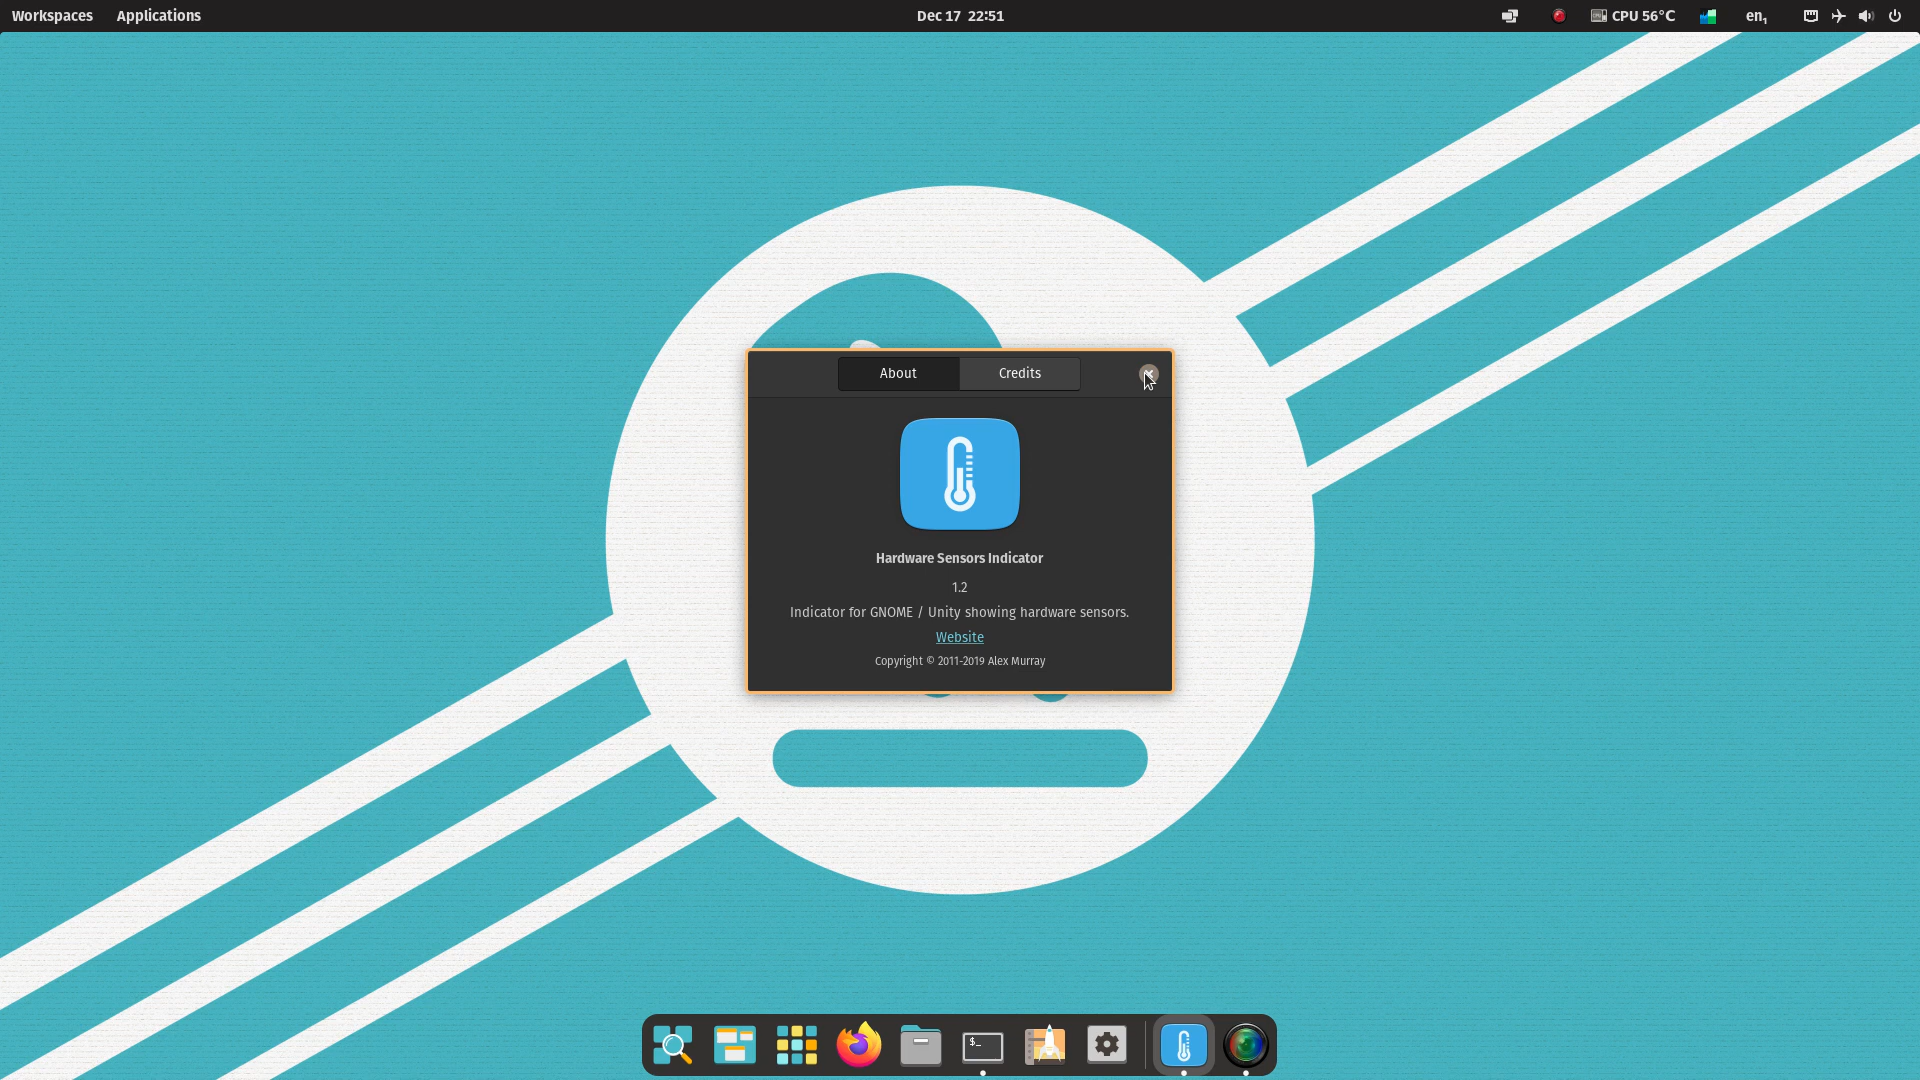 Workspaces Applications Dec 17 22:51 CPU 56°C en₁
About Credits
Hardware Sensors Indicator
1.2
Indicator for GNOME / Unity showing hardware sensors.
Website
Copyright © 2011-2019 Alex Murray
$_